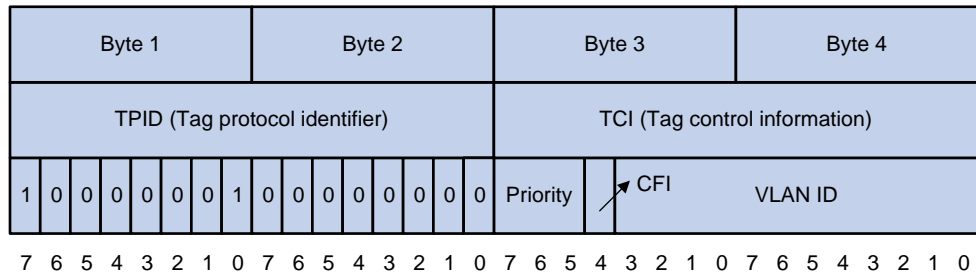 Byte 1 Byte 2 Byte 3 Byte 4
TPID (Tag protocol identifier) TCI (Tag control information)
1 0 0 0 0 0 0 1 0 0 0 0 0 0 0 0 Priority CFI VLAN ID
7 6 5 4 3 2 1 0 7 6 5 4 3 2 1 0 7 6 5 4 3 2 1 0 7 6 5 4 3 2 1 0